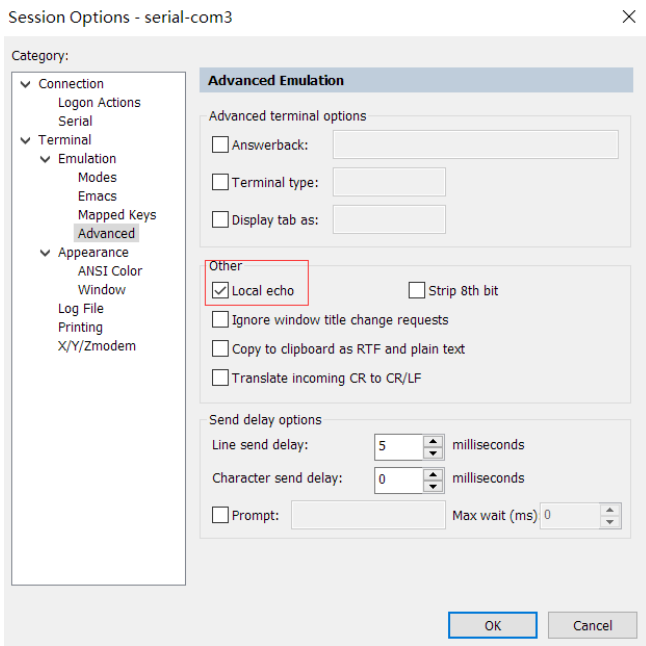 Session Options - serial-com3
Category:
Connection
Logon Actions
Serial
Terminal
Emulation
Modes
Emacs
Mapped Keys
Advanced
Appearance
ANSI Color
Window
Log File
Printing
X/Y/Zmodem
Advanced Emulation
Advanced terminal options
Answerback:
Terminal type:
Display tab as:
Other
Local echo Strip 8th bit
Ignore window title change requests
Copy to clipboard as RTF and plain text
Translate incoming CR to CR/LF
Send delay options
Line send delay: 5 milliseconds
Character send delay: 0 milliseconds
Prompt: Max wait (ms) 0
OK Cancel